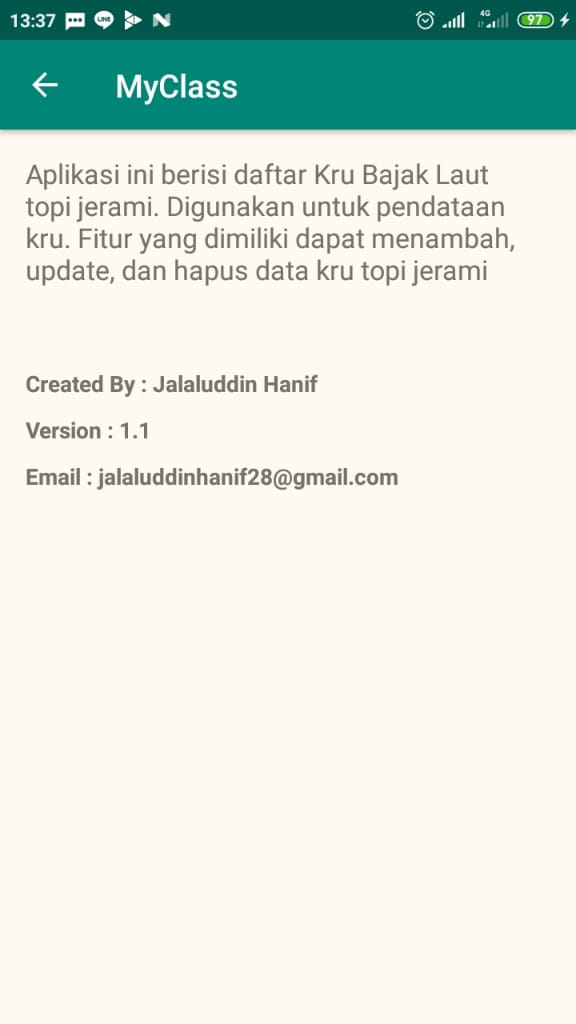 13:37
LINE
4G
97
MyClass
Aplikasi ini berisi daftar Kru Bajak Laut
topi jerami. Digunakan untuk pendataan
kru. Fitur yang dimiliki dapat menambah,
update, dan hapus data kru topi jerami
Created By : Jalaluddin Hanif
Version : 1.1
Email : jalaluddinhanif28@gmail.com